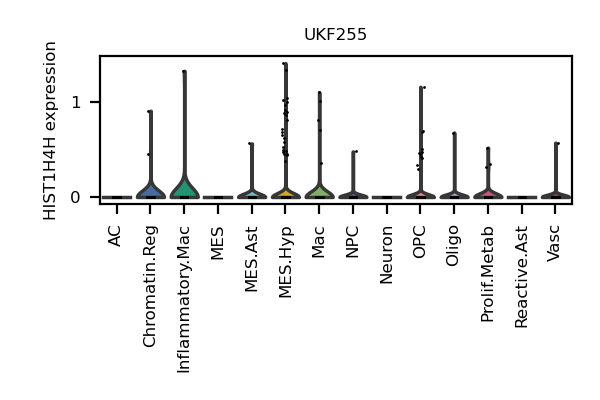 UKF255
HIST1H4H expression
1
0
AC
Chromatin.Reg
Inflammatory.Mac
MES
MES.Ast
MES.Hyp
Mac
NPC
Neuron
OPC
Oligo
Prolif.Metab
Reactive.Ast
Vasc